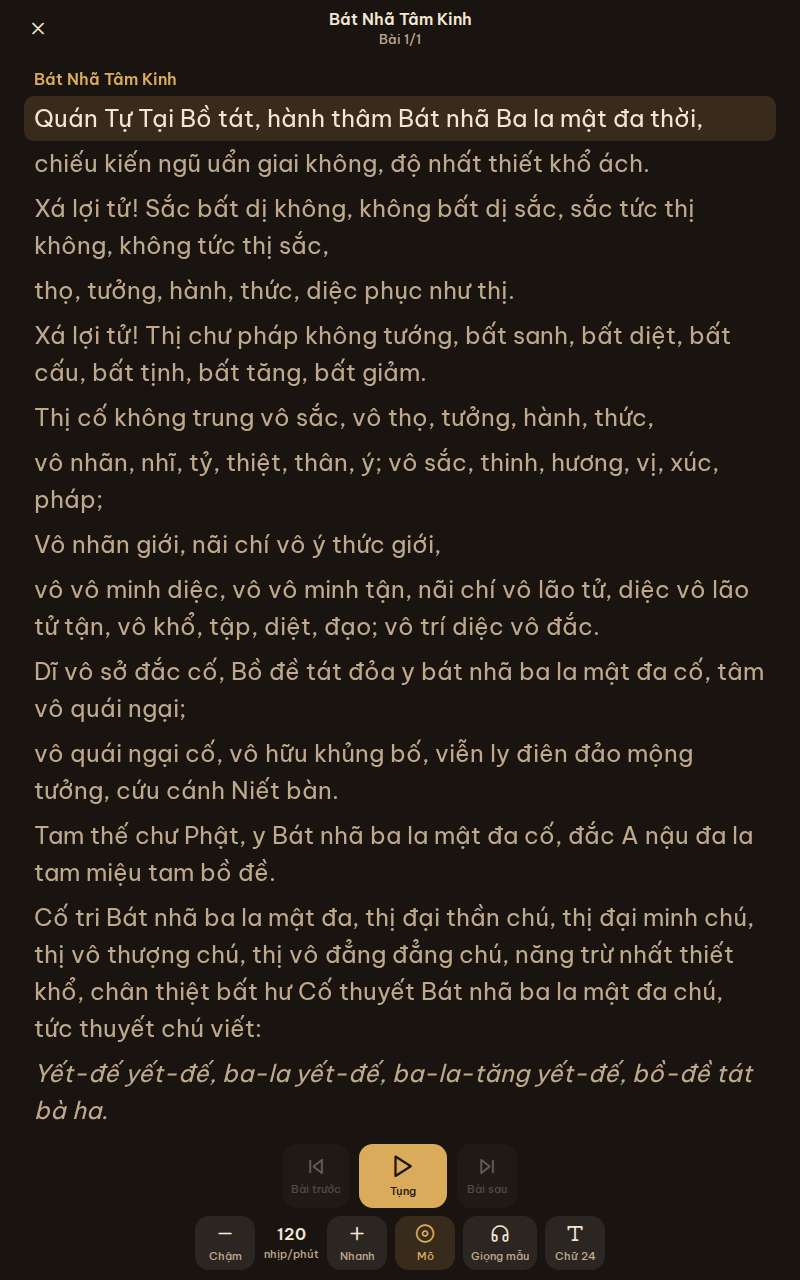 Bát Nhã Tâm Kinh
Bài 1/1
Bát Nhã Tâm Kinh
Quán Tự Tại Bồ tát, hành thâm Bát nhã Ba la mật đa thời,
chiếu kiến ngũ uẩn giai không, độ nhất thiết khổ ách.
Xá lợi tử! Sắc bất dị không, không bất dị sắc, sắc tức thị
không, không tức thị sắc,
thọ, tưởng, hành, thức, diệc phục như thị.
Xá lợi tử! Thị chư pháp không tướng, bất sanh, bất diệt, bất
cấu, bất tịnh, bất tăng, bất giảm.
Thị cố không trung vô sắc, vô thọ, tưởng, hành, thức,
vô nhãn, nhĩ, tỷ, thiệt, thân, ý; vô sắc, thinh, hương, vị, xúc,
pháp;
Vô nhãn giới, nãi chí vô ý thức giới,
vô vô minh diệc, vô vô minh tận, nãi chí vô lão tử, diệc vô lão
tử tận, vô khổ, tập, diệt, đạo; vô trí diệc vô đắc.
Dĩ vô sở đắc cố, Bồ đề tát đỏa y bát nhã ba la mật đa cố, tâm
vô quái ngại;
vô quái ngại cố, vô hữu khủng bố, viễn ly điên đảo mộng
tưởng, cứu cánh Niết bàn.
Tam thế chư Phật, y Bát nhã ba la mật đa cố, đắc A nậu đa la
tam miệu tam bồ đề.
Cố tri Bát nhã ba la mật đa, thị đại thần chú, thị đại minh chú,
thị vô thượng chú, thị vô đẳng đẳng chú, năng trừ nhất thiết
khổ, chân thiệt bất hư Cố thuyết Bát nhã ba la mật đa chú,
tức thuyết chú viết:
Yết-đế yết-đế, ba-la yết-đế, ba-la-tăng yết-đế, bồ-đề tát
bà ha.
Bài trước
Tụng
Bài sau
Chậm
120
nhịp/phút
Nhanh
Mõ
Giọng mẫu
Chữ 24